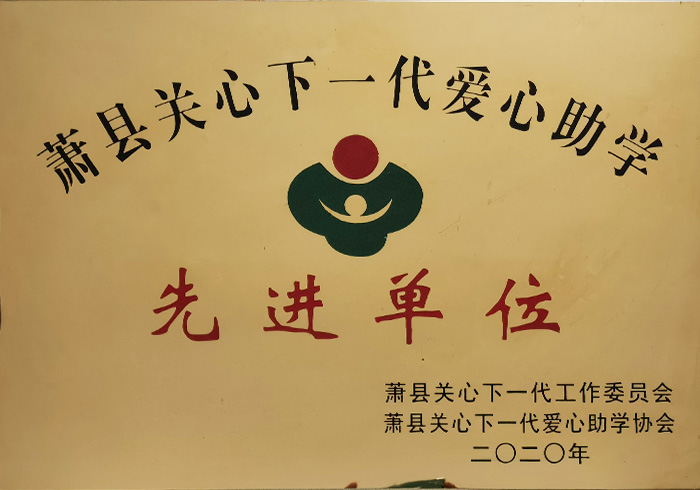 萧县关心下一代爱心助学
先进单位
萧县关心下一代工作委员会
萧县关心下一代爱心助学协会
二〇二〇年